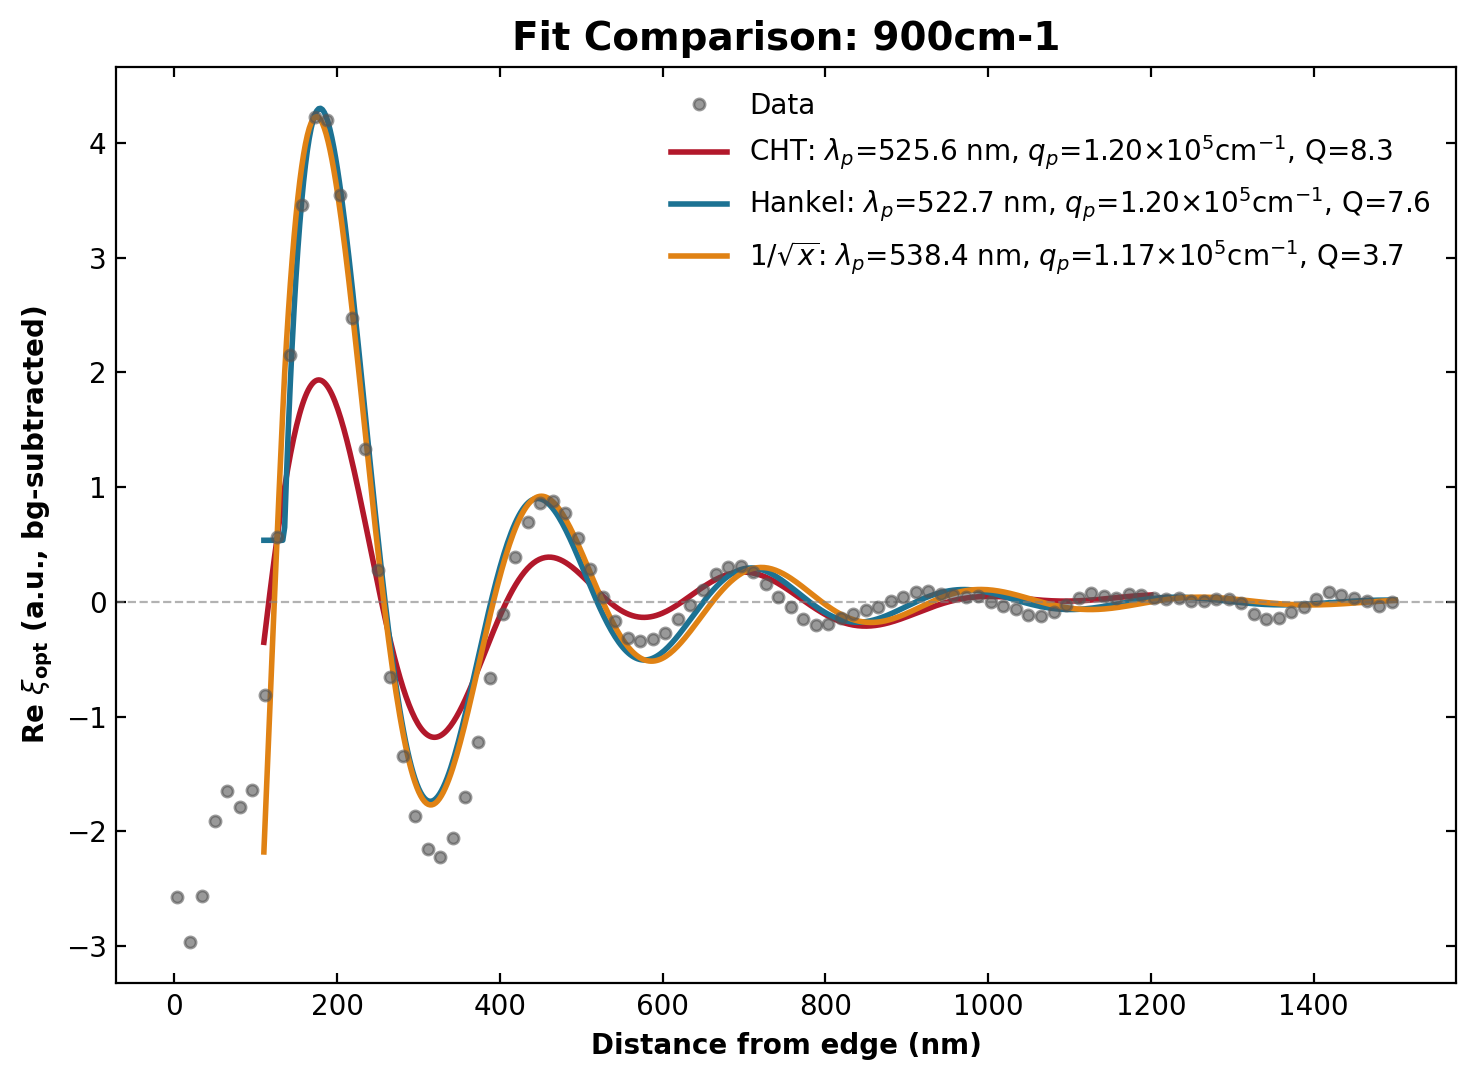 Fit Comparison: 900cm-1
Data
CHT: λₚ=525.6 nm, qₚ=1.20×10⁵cm⁻¹, Q=8.3
Hankel: λₚ=522.7 nm, qₚ=1.20×10⁵cm⁻¹, Q=7.6
1/√x: λₚ=538.4 nm, qₚ=1.17×10⁵cm⁻¹, Q=3.7
Re ξopt (a.u., bg-subtracted)
4
3
2
1
0
−1
−2
−3
0 200 400 600 800 1000 1200 1400
Distance from edge (nm)